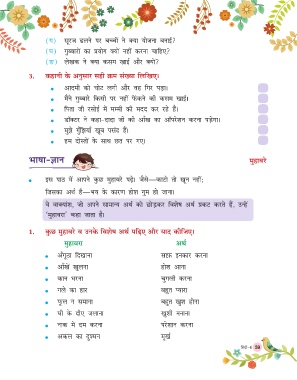 (ग) सूरज ढलने पर बच्चों ने क्या योजना बनाई?
(घ) गुब्बारों का प्रयोग क्यों नहीं करना चाहिए?
(ङ) लेखक ने क्या कसम खाई और क्यों?
3. कहानी के अनुसार सही क्रम संख्या लिखिए।
• आदमी को चोट लगी और वह गिर पड़ा।
• मैंने गुब्बारे किसी पर नहीं फेंकने की कसम खाई।
• पिता जी रसोई में मम्मी की मदद कर रहे हैं।
• डॉक्टर ने कहा-दादा जी की आँख का ऑपरेशन करना पड़ेगा।
• मुझे गुँझियाँ खूब पसंद हैं।
• हम दोस्तों के साथ छत पर गए।
भाषा-ज्ञान
मुहावरे
• इस पाठ में आपने कुछ मुहावरे पढ़े। जैसे—काटो तो खून नहीं;
जिसका अर्थ है—भय के कारण होश गुम हो जाना।
वे वाक्यांश, जो अपने सामान्य अर्थ को छोड़कर विशेष अर्थ प्रकट करते हैं, उन्हें
'मुहावरा' कहा जाता है।
1. कुछ मुहावरे व उनके विशेष अर्थ पढ़िए और याद कीजिए।
मुहावरा अर्थ
• अँगूठा दिखाना साफ़ इनकार करना
• आँखें खुलना होश आना
• कान भरना चुगली करना
• गले का हार बहुत प्यारा
• फूला न समाना बहुत खुश होना
• घी के दीए जलाना खुशी मनाना
• नाक में दम करना परेशान करना
• अकल का दुश्मन मूर्ख
59